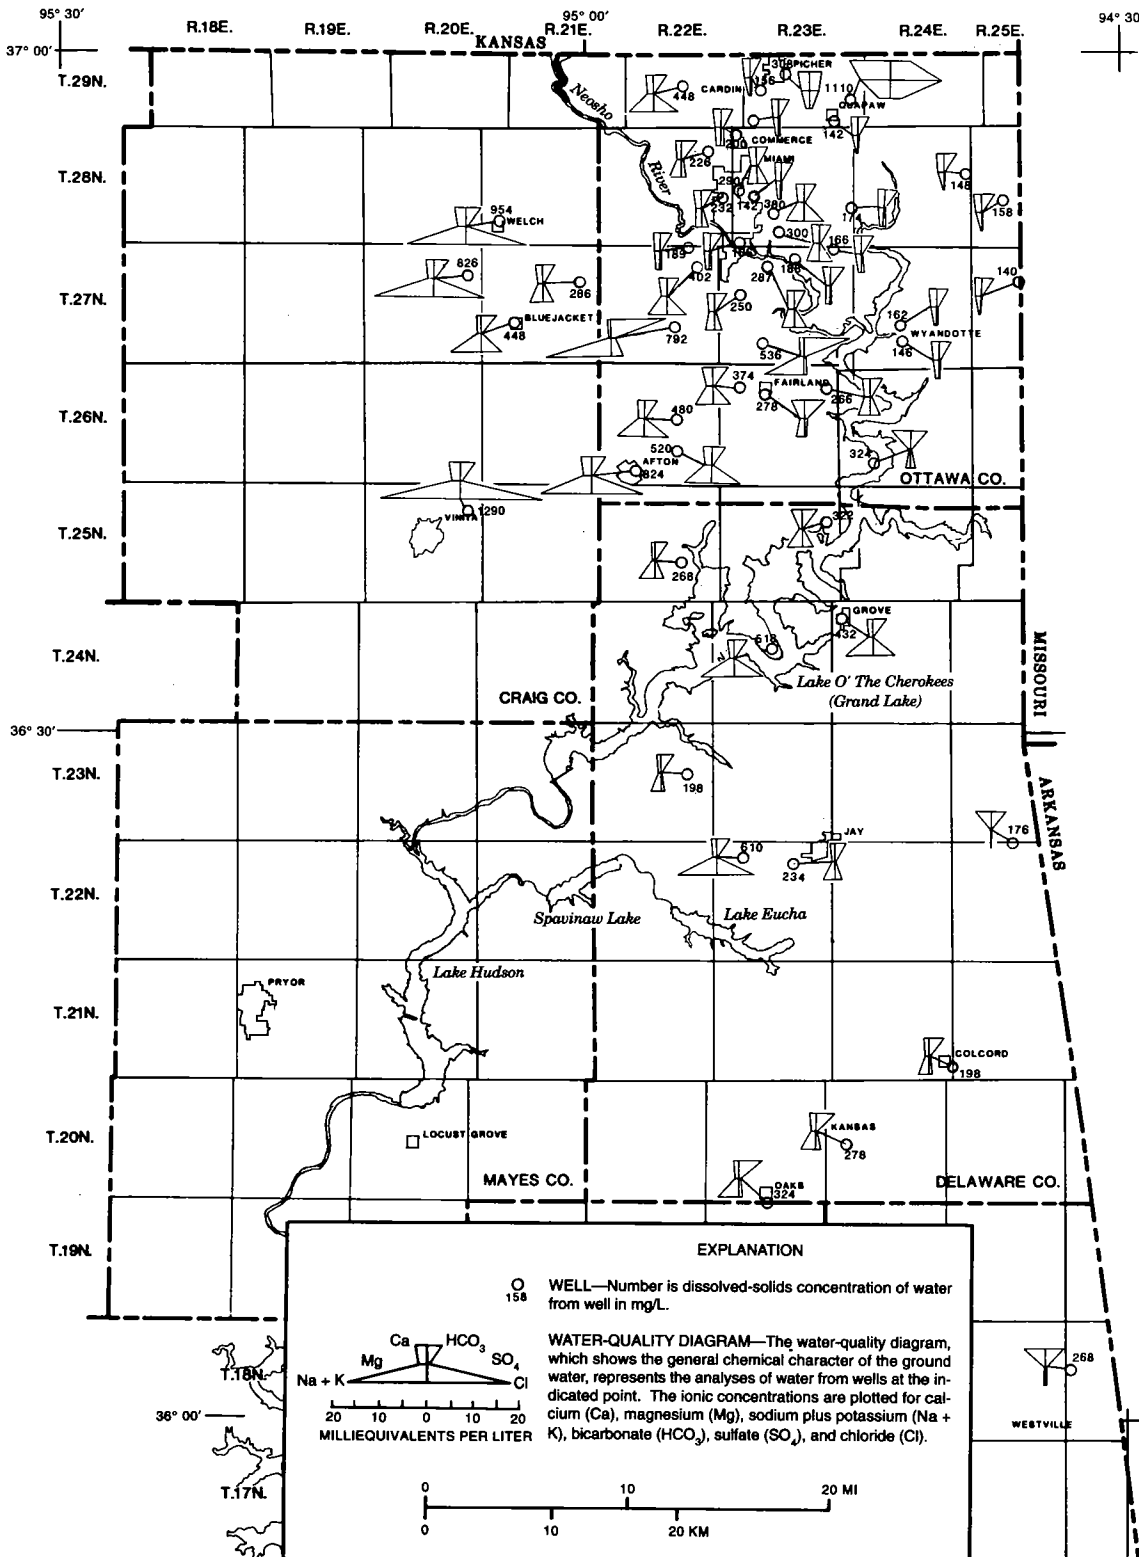 95° 30'
95° 00'
94° 30'
R.18E.
R.19E.
R.20E.
R.21E.
R.22E.
R.23E.
R.24E.
R.25E.
KANSAS
37° 00'
T.29N.
Neosho
River
448
CARDIN
156
308
PICHER
1110
QUAPAW
142
COMMERCE
200
226
MIAMI
290
T.28N.
148
158
232
142
380
174
954
WELCH
300
166
189
188
826
402
287
140
T.27N.
286
250
162
BLUEJACKET
448
792
WYANDOTTE
146
536
374
FAIRLAND
278
266
T.26N.
480
520
324
AFTON
824
OTTAWA CO.
1290
VINITA
322
T.25N.
268
GROVE
432
618
T.24N.
Lake O' The Cherokees
(Grand Lake)
MISSOURI
CRAIG CO.
36° 30'
T.23N.
198
ARKANSAS
176
JAY
610
234
T.22N.
Spavinaw Lake
Lake Eucha
Lake Hudson
PRYOR
T.21N.
COLCORD
198
T.20N.
LOCUST GROVE
KANSAS
278
MAYES CO.
OAKS
324
DELAWARE CO.
T.19N.
EXPLANATION
158
WELL—Number is dissolved-solids concentration of water
from well in mg/L.
Ca
HCO3
Mg
SO4
Na + K
Cl
20 10 0 10 20
MILLIEQUIVALENTS PER LITER
WATER-QUALITY DIAGRAM—The water-quality diagram,
which shows the general chemical character of the ground
water, represents the analyses of water from wells at the in-
dicated point. The ionic concentrations are plotted for cal-
cium (Ca), magnesium (Mg), sodium plus potassium (Na +
K), bicarbonate (HCO3), sulfate (SO4), and chloride (Cl).
T.18N.
268
36° 00'
WESTVILLE
T.17N.
0 10 20 MI
0 10 20 KM